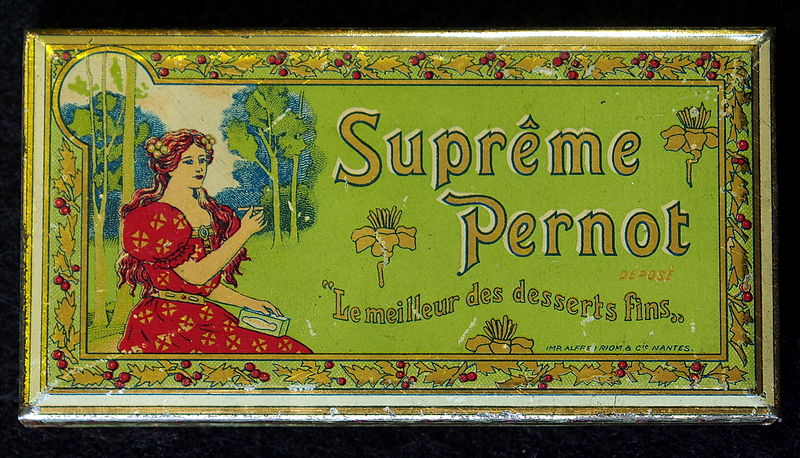 Suprême
Pernot
DÉPOSÉ
"Le meilleur des desserts fins„
IMP. ALFRED RIOM & Cie NANTES.